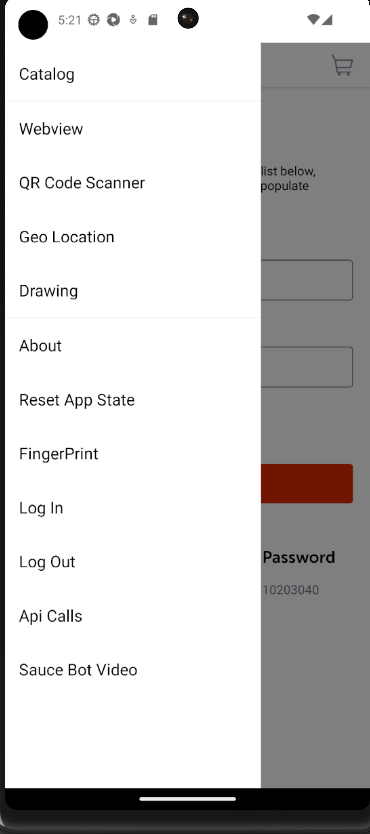 5:21
Catalog
Webview
QR Code Scanner
list below,
populate
Geo Location
Drawing
About
Reset App State
FingerPrint
Log In
Log Out
Password
10203040
Api Calls
Sauce Bot Video